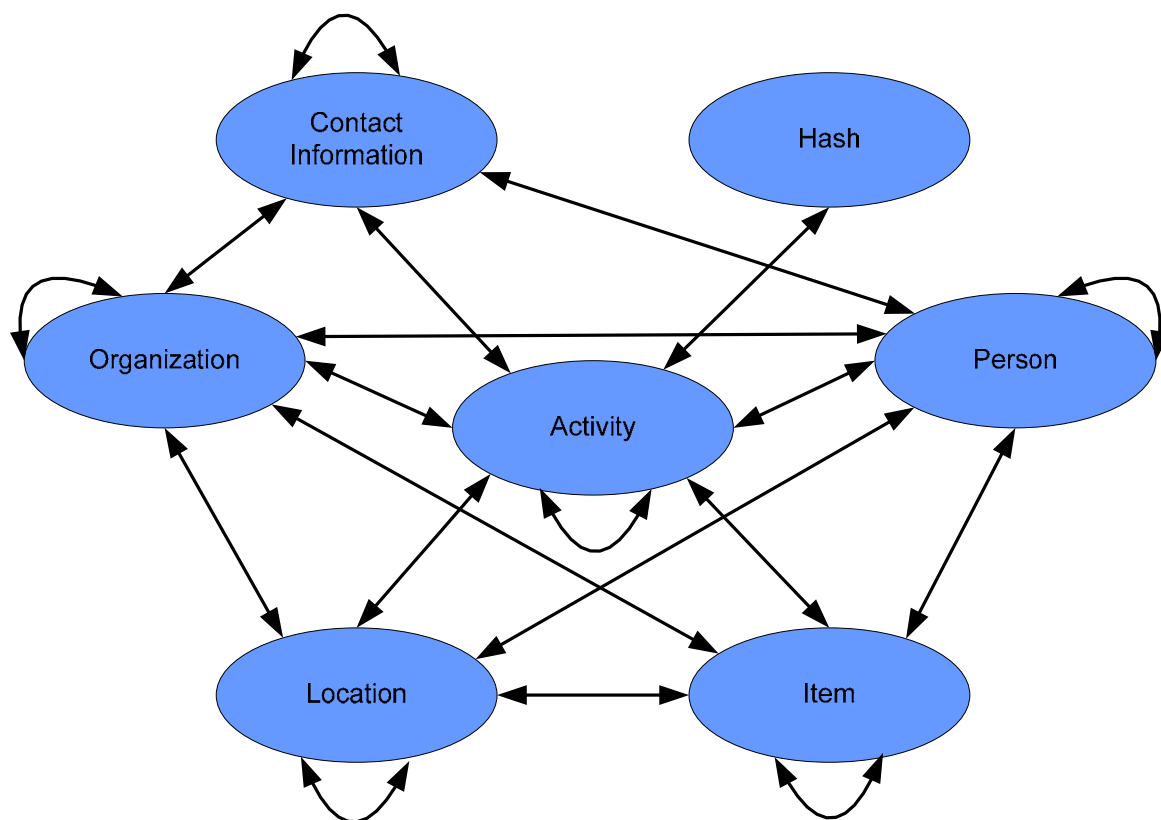 Contact
Information
Hash
Organization
Person
Activity
Location
Item